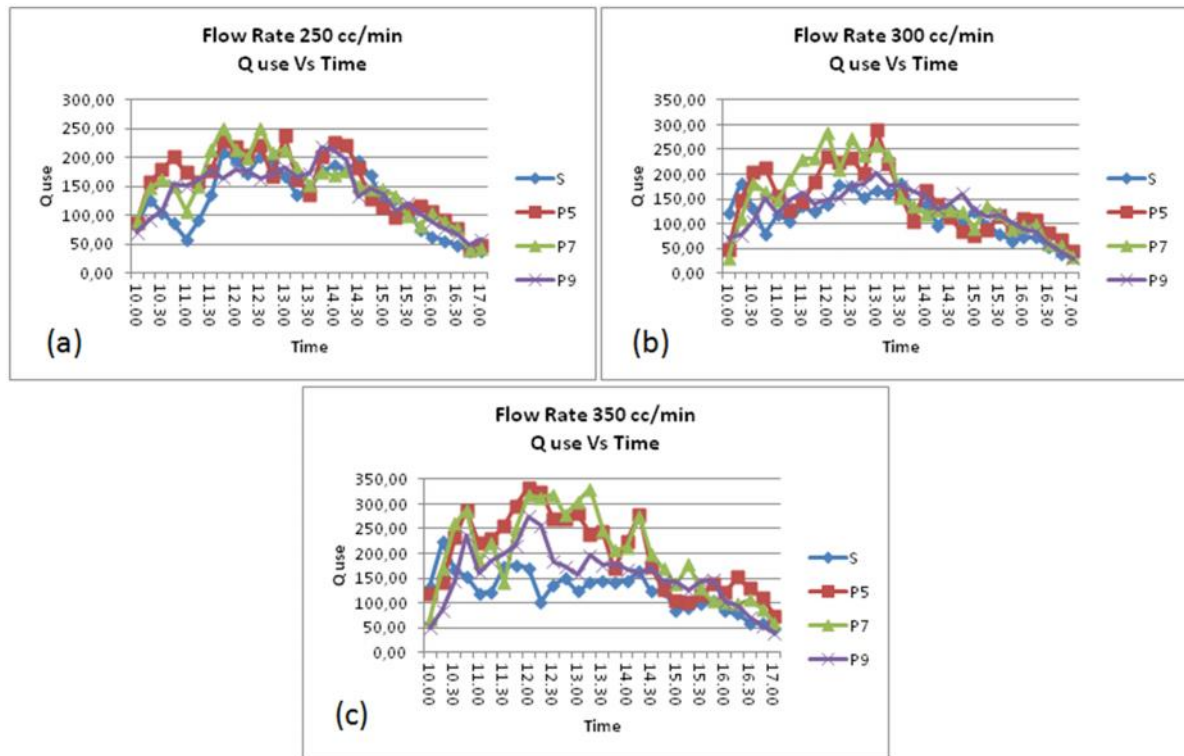 Flow Rate 250 cc/min
Q use Vs Time
Q use
300,00
250,00
200,00
150,00
100,00
50,00
0,00
10.00
10.30
11.00
11.30
12.00
12.30
13.00
13.30
14.00
14.30
15.00
15.30
16.00
16.30
17.00
Time
S
P5
P7
P9
(a)
Flow Rate 300 cc/min
Q use Vs Time
Q use
350,00
300,00
250,00
200,00
150,00
100,00
50,00
0,00
10.00
10.30
11.00
11.30
12.00
12.30
13.00
13.30
14.00
14.30
15.00
15.30
16.00
16.30
17.00
Time
S
P5
P7
P9
(b)
Flow Rate 350 cc/min
Q use Vs Time
Q use
350,00
300,00
250,00
200,00
150,00
100,00
50,00
0,00
10.00
10.30
11.00
11.30
12.00
12.30
13.00
13.30
14.00
14.30
15.00
15.30
16.00
16.30
17.00
Time
S
P5
P7
P9
(c)